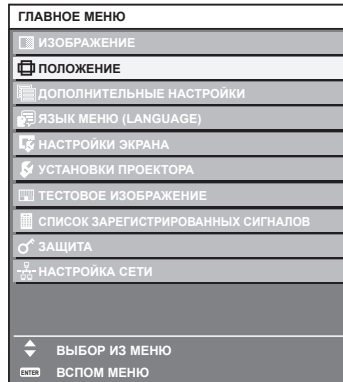 ГЛАВНОЕ МЕНЮ
ИЗОБРАЖЕНИЕ
ПОЛОЖЕНИЕ
ДОПОЛНИТЕЛЬНЫЕ НАСТРОЙКИ
ЯЗЫК МЕНЮ (LANGUAGE)
НАСТРОЙКИ ЭКРАНА
УСТАНОВКИ ПРОЕКТОРА
ТЕСТОВОЕ ИЗОБРАЖЕНИЕ
СПИСОК ЗАРЕГИСТРИРОВАННЫХ СИГНАЛОВ
ЗАЩИТА
НАСТРОЙКА СЕТИ
ВЫБОР ИЗ МЕНЮ
ENTER ВСПОМ МЕНЮ